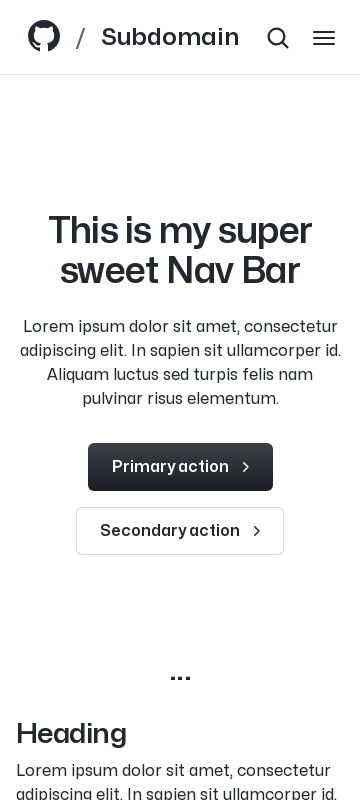 / Subdomain
This is my super
sweet Nav Bar
Lorem ipsum dolor sit amet, consectetur
adipiscing elit. In sapien sit ullamcorper id.
Aliquam luctus sed turpis felis nam
pulvinar risus elementum.
Primary action
Secondary action
...
Heading
Lorem ipsum dolor sit amet, consectetur
adipiscing elit. In sapien sit ullamcorper id.